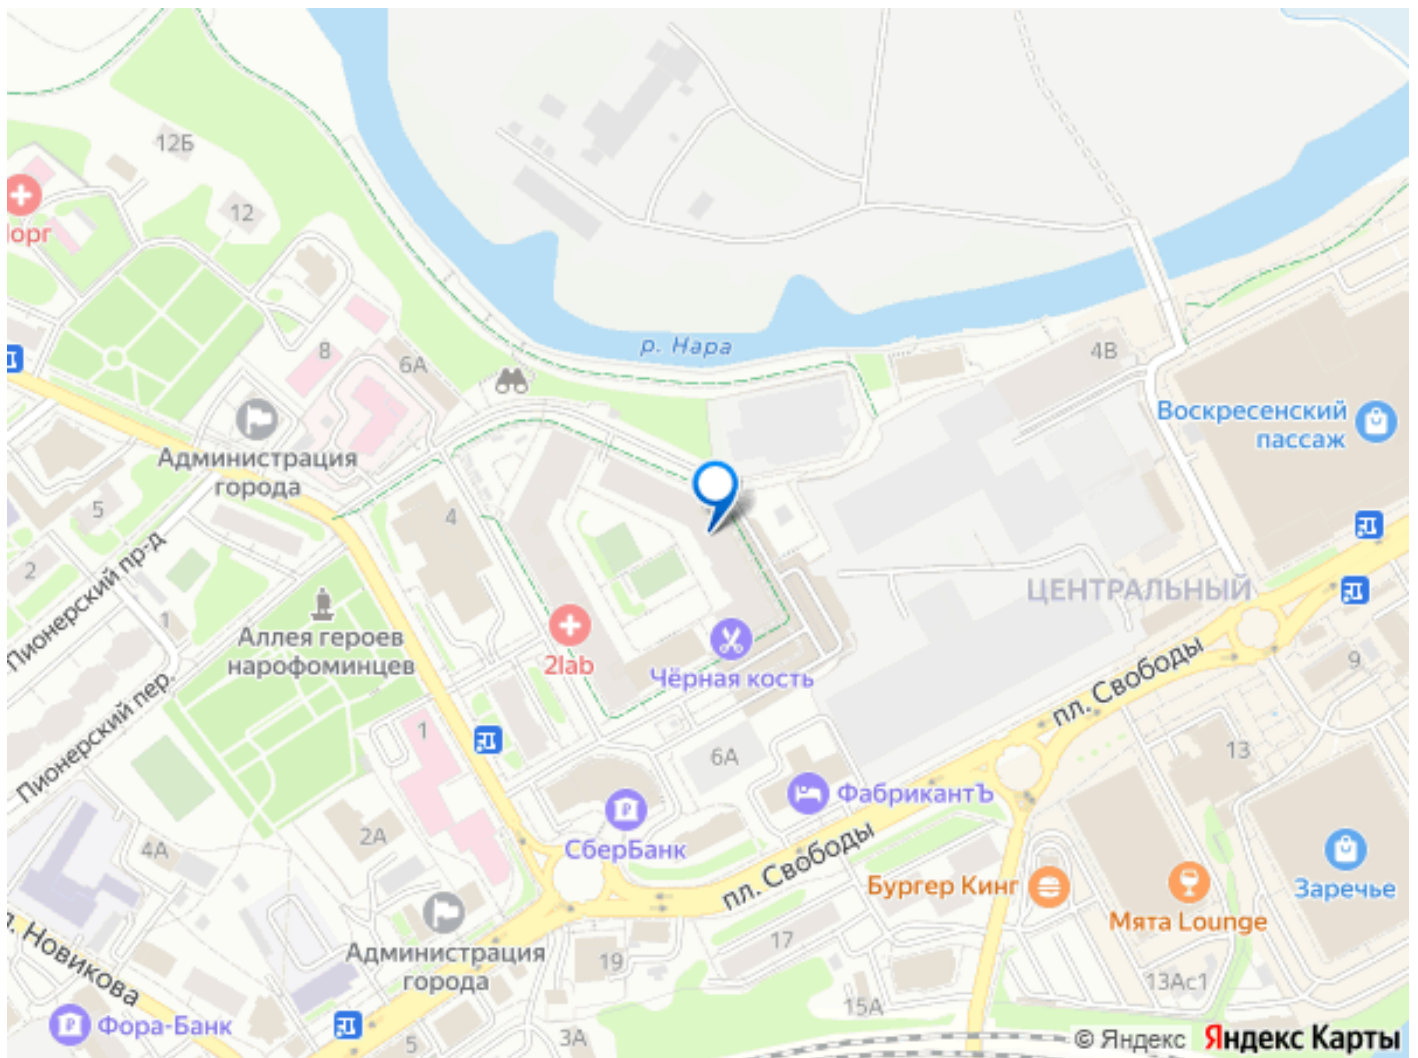 12Б
12
Морг
р. Нара
8
6А
4В
Воскресенский
пассаж
Администрация
города
5
4
2
Пионерский пр-д
ЦЕНТРАЛЬНЫЙ
1
Аллея героев
нарофоминцев
2lab
Чёрная кость
пл. Свободы
9
Пионерский пер.
1
6А
13
ФабрикантЪ
СберБанк
2А
4А
пл. Свободы
Бургер Кинг
Мята Lounge
Заречье
Новикова
Администрация
города
17
19
13Ас1
15А
3А
5
Фора-Банк
© Яндекс Яндекс Карты